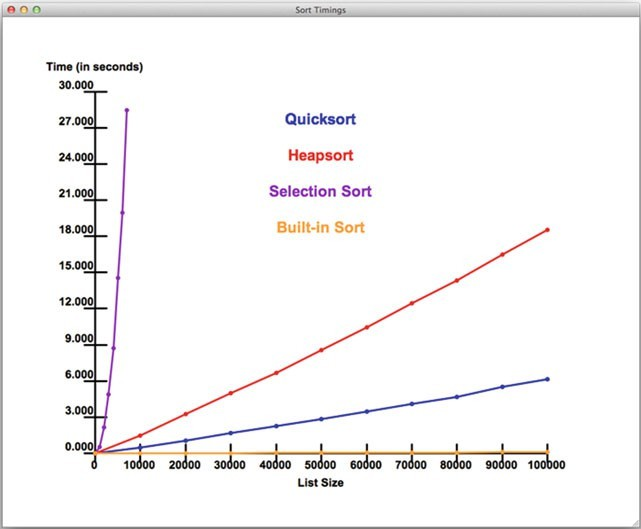 Sort Timings
Time (in seconds)
30.000
27.000
24.000
21.000
18.000
15.000
12.000
9.000
6.000
3.000
0.000
Quicksort
Heapsort
Selection Sort
Built-in Sort
0 10000 20000 30000 40000 50000 60000 70000 80000 90000 100000
List Size